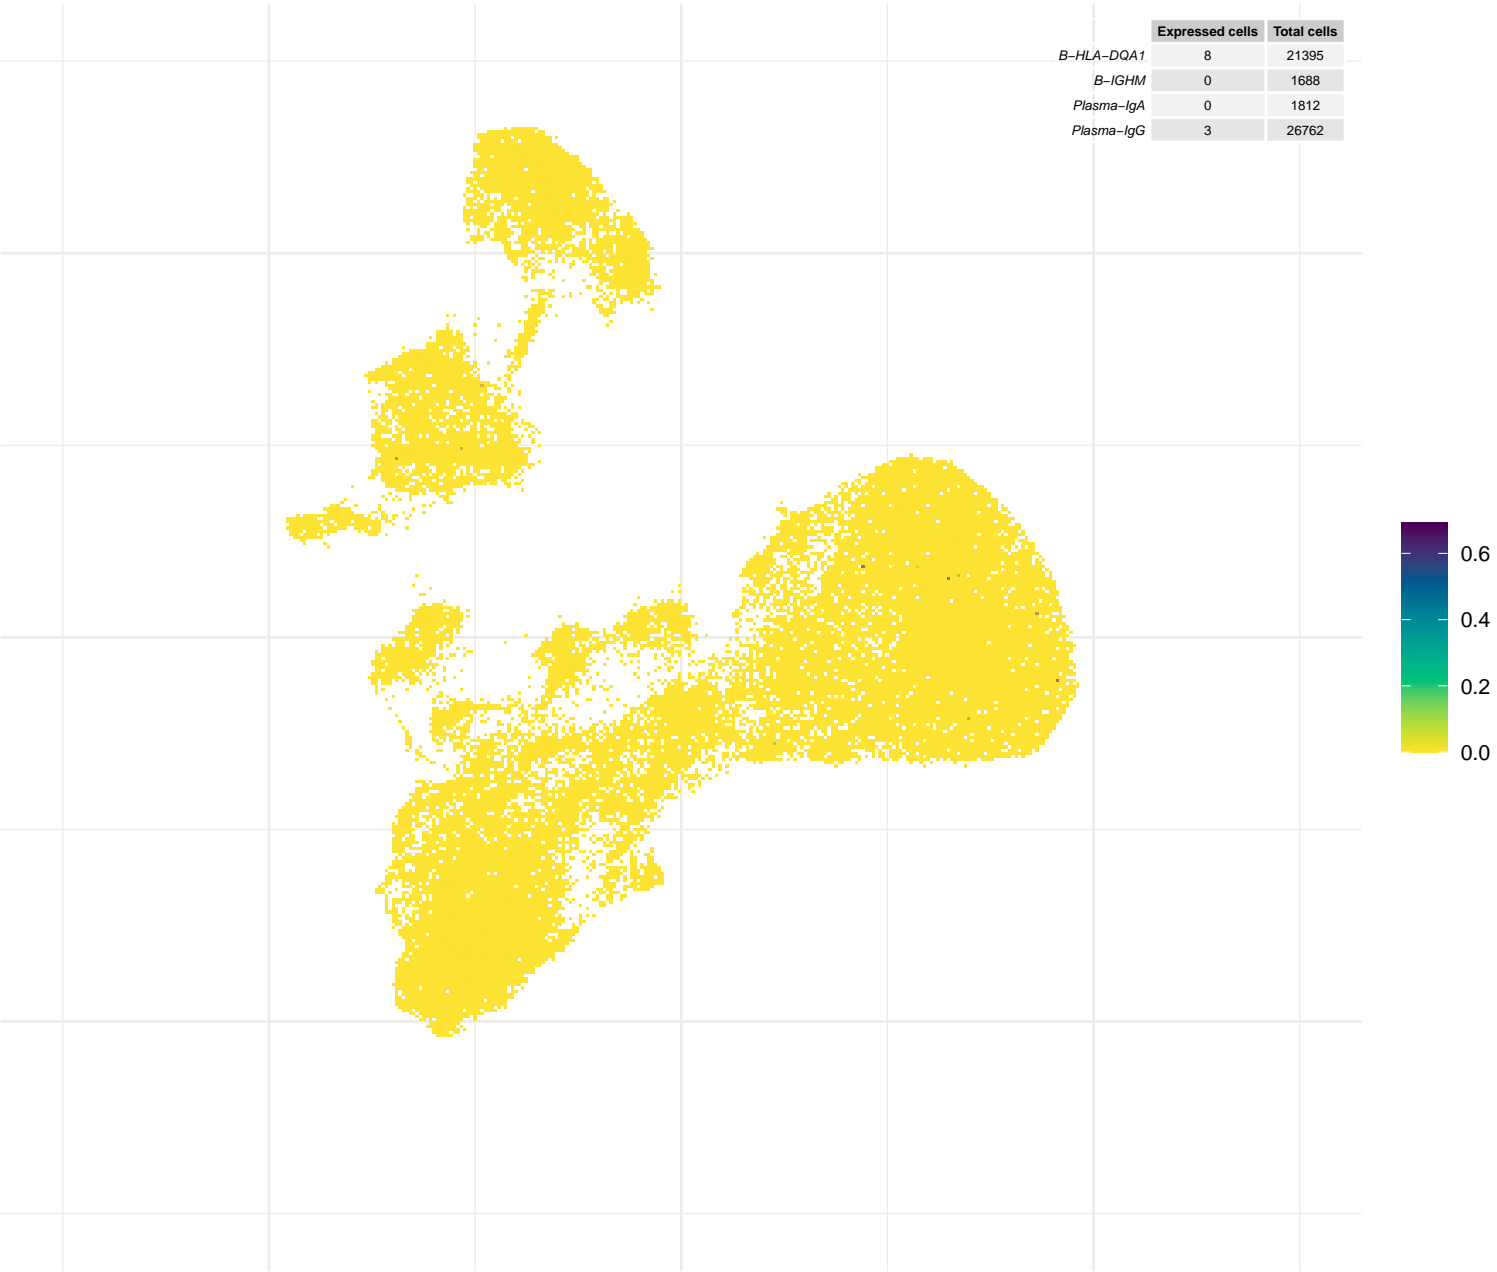 Expressed cells Total cells
B−HLA−DQA1 8 21395
B−IGHM 0 1688
Plasma−IgA 0 1812
Plasma−IgG 3 26762
0.6
0.4
0.2
0.0